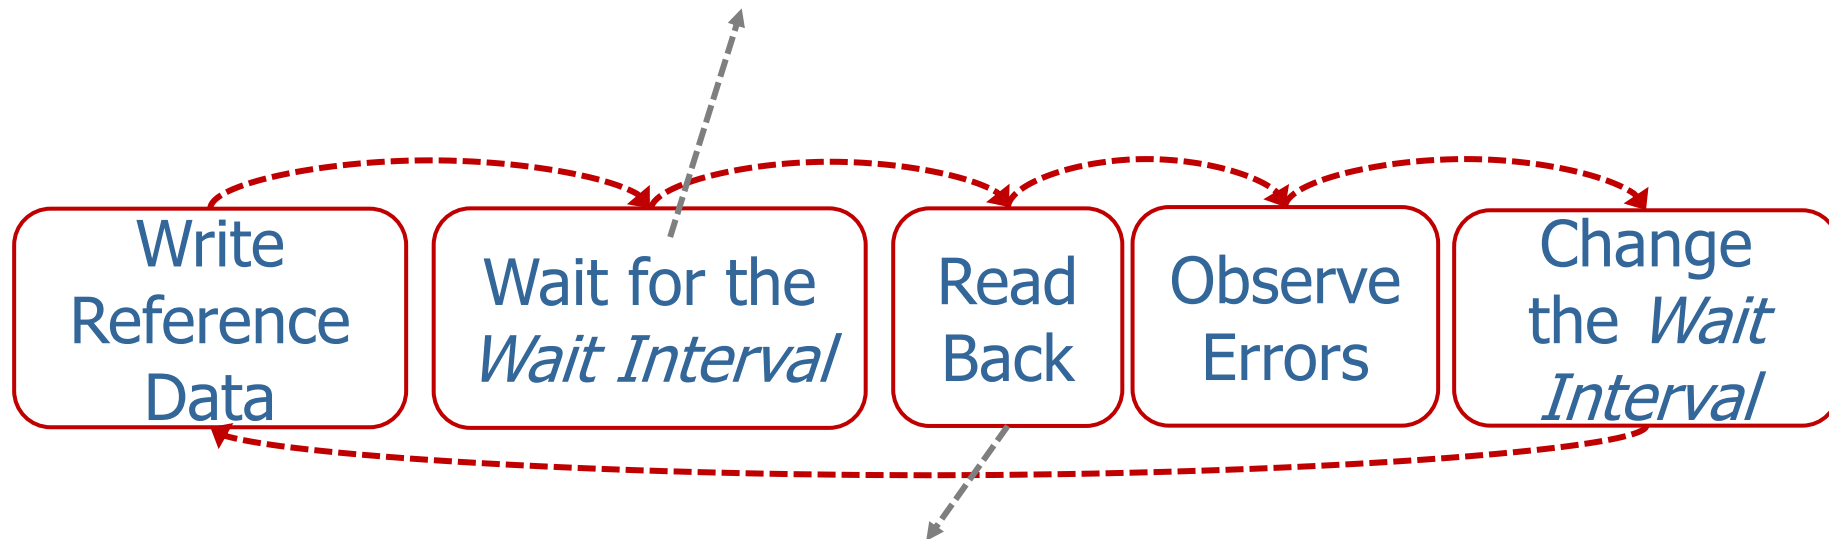 Write
Reference
Data
Wait for the
Wait Interval
Read
Back
Observe
Errors
Change
the Wait
Interval